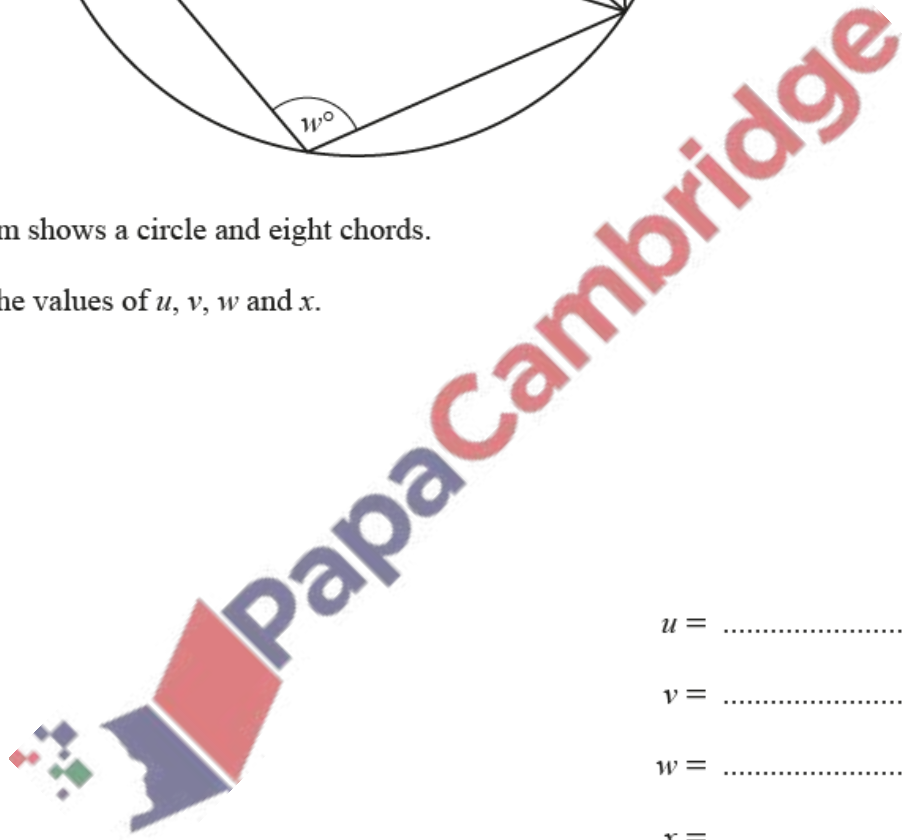 w°
m shows a circle and eight chords.
he values of u, v, w and x.
PapaCambridge
u = ........................
v = ........................
w = ........................
x =